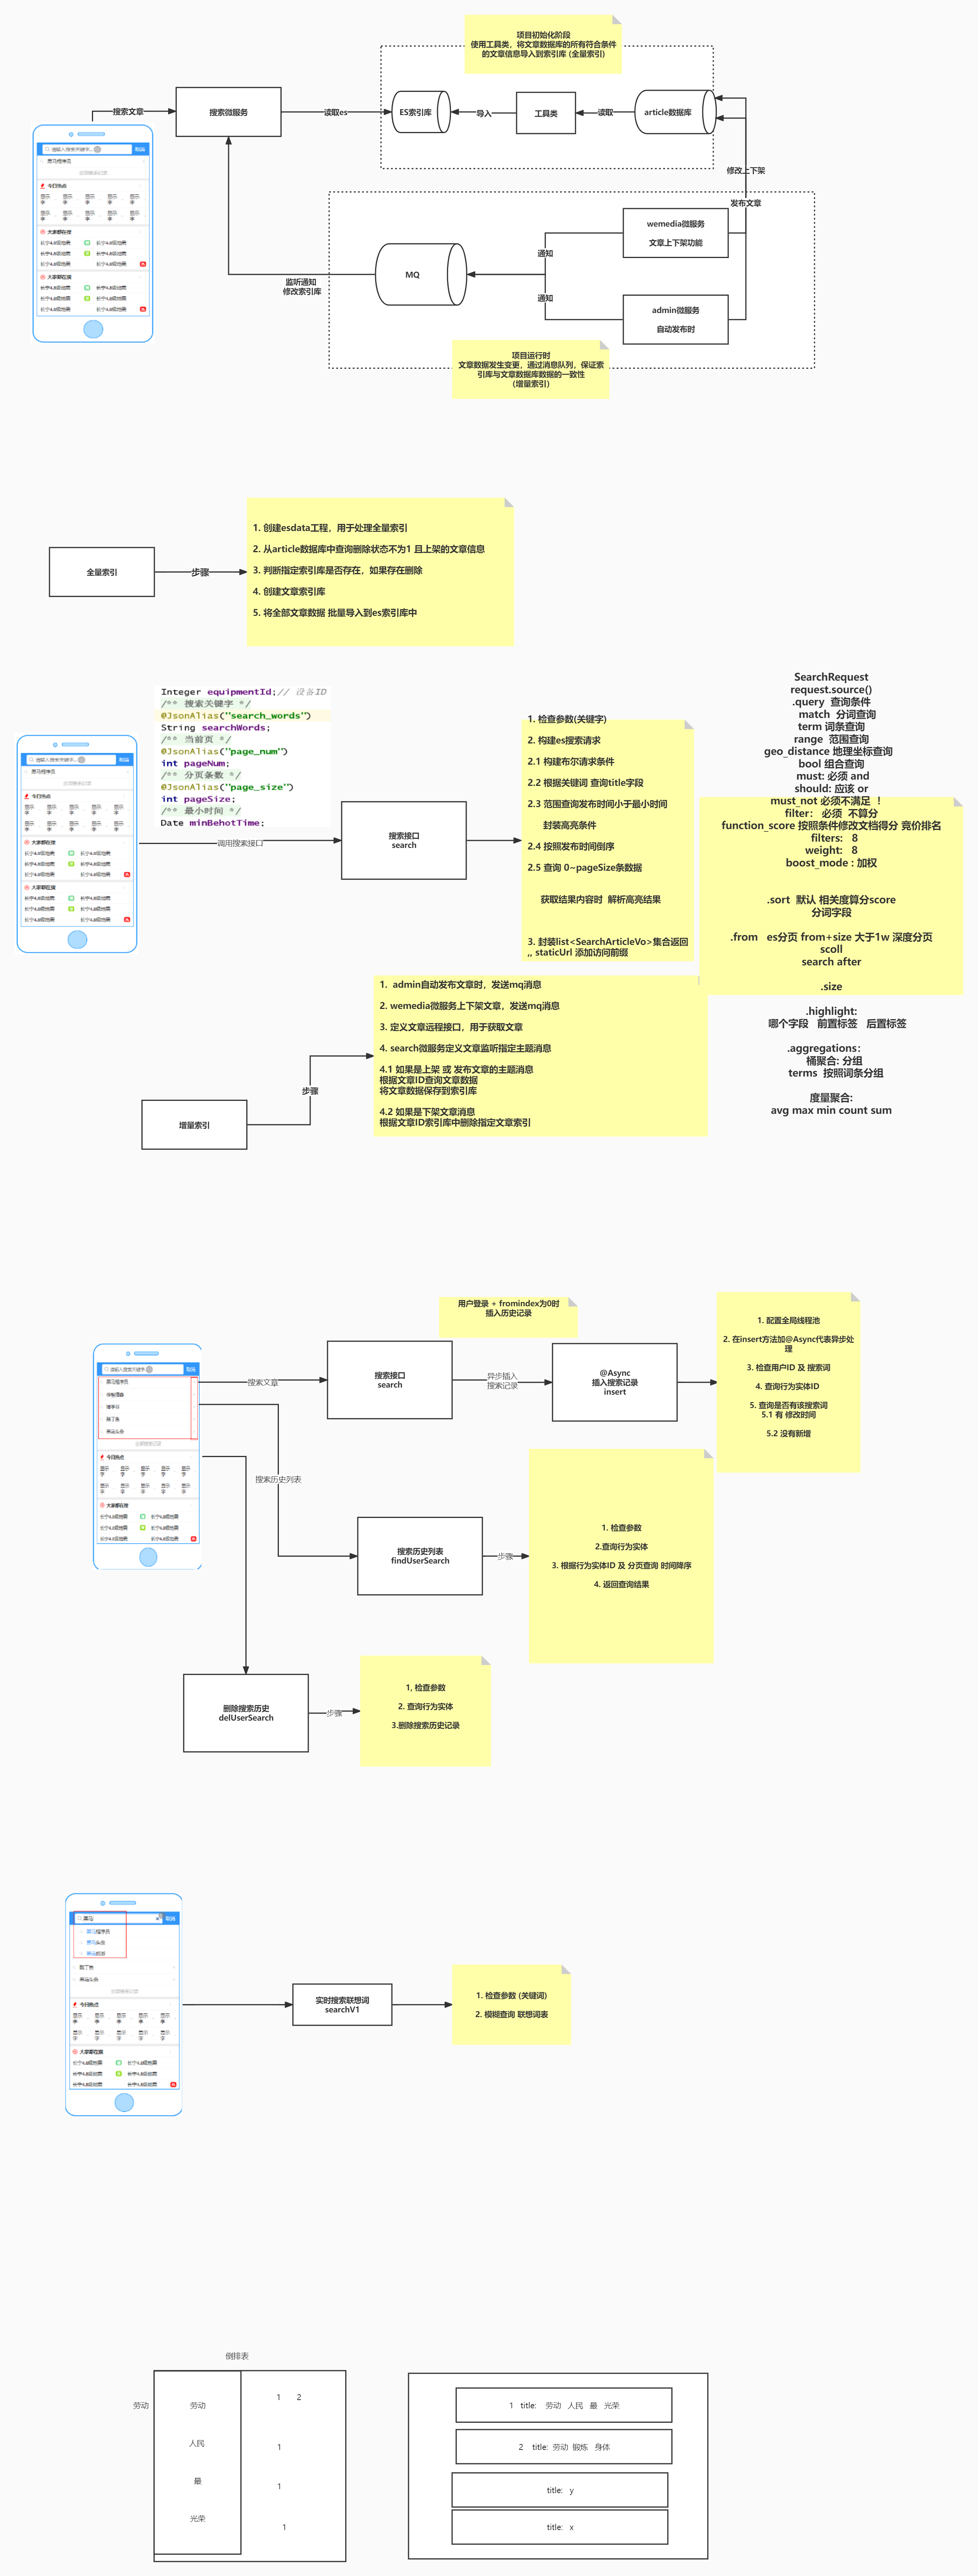 项目初始化阶段
使用工具类，将文章数据库的所有符合条件
的文章信息导入到索引库 (全量索引)
搜索文章
搜索微服务
读取es
ES索引库
导入
工具类
读取
article数据库
修改上下架
发布文章
wemedia微服务
文章上下架功能
通知
MQ
监听通知
修改索引库
通知
admin微服务
自动发布时
项目运行时
文章数据发生变更，通过消息队列，保证索
引库与文章数据库数据的一致性
(增量索引)
请输入搜索关键字...
取消
黑马程序员
今日热点
大家都在搜
大家都在搜
全量索引
步骤
1. 创建esdata工程，用于处理全量索引
2. 从article数据库中查询删除状态不为1 且上架的文章信息
3. 判断指定索引库是否存在，如果存在删除
4. 创建文章索引库
5. 将全部文章数据 批量导入到es索引库中
Integer equipmentId;// 设备ID
/** 搜索关键字 */
@JsonAlias("search_words")
String searchWords;
/** 当前页 */
@JsonAlias("page_num")
int pageNum;
/** 分页条数 */
@JsonAlias("page_size")
int pageSize;
/** 最小时间 */
Date minBehotTime;
调用搜索接口
搜索接口
search
1. 检查参数(关键字)
2. 构建es搜索请求
2.1 构建布尔请求条件
2.2 根据关键词 查询title字段
2.3 范围查询发布时间小于最小时间
封装高亮条件
2.4 按照发布时间倒序
2.5 查询 0~pageSize条数据
获取结果内容时 解析高亮结果
3. 封装list<SearchArticleVo>集合返回
,, staticUrl 添加访问前缀
SearchRequest
request.source()
.query 查询条件
match 分词查询
term 词条查询
range 范围查询
geo_distance 地理坐标查询
bool 组合查询
must: 必须 and
should: 应该 or
must_not 必须不满足 ！
filter： 必须 不算分
function_score 按照条件修改文档得分 竞价排名
filters: 8
weight: 8
boost_mode : 加权
.sort 默认 相关度算分score
分词字段
.from es分页 from+size 大于1w 深度分页
scoll
search after
.size
.highlight:
哪个字段 前置标签 后置标签
.aggregations：
桶聚合: 分组
terms 按照词条分组
度量聚合:
avg max min count sum
增量索引
步骤
1. admin自动发布文章时，发送mq消息
2. wemedia微服务上下架文章，发送mq消息
3. 定义文章远程接口，用于获取文章
4. search微服务定义文章监听指定主题消息
4.1 如果是上架 或 发布文章的主题消息
根据文章ID查询文章数据
将文章数据保存到索引库
4.2 如果是下架文章消息
根据文章ID索引库中删除指定文章索引
用户登录 + fromindex为0时
插入历史记录
搜索文章
搜索接口
search
异步插入
搜索记录
@Async
插入搜索记录
insert
1. 配置全局线程池
2. 在insert方法加@Async代表异步处
理
3. 检查用户ID 及 搜索词
4. 查询行为实体ID
5. 查询是否有该搜索词
5.1 有 修改时间
5.2 没有新增
搜索历史列表
搜索历史列表
findUserSearch
步骤
1. 检查参数
2.查询行为实体
3. 根据行为实体ID 及 分页查询 时间降序
4. 返回查询结果
删除搜索历史
delUserSearch
步骤
1, 检查参数
2. 查询行为实体
3.删除搜索历史记录
实时搜索联想词
searchV1
1. 检查参数 (关键词)
2. 模糊查询 联想词表
倒排表
劳动
劳动
1 2
人民
1
最
1
光荣
1
1 title: 劳动 人民 最 光荣
2 title: 劳动 锻炼 身体
title: y
title: x